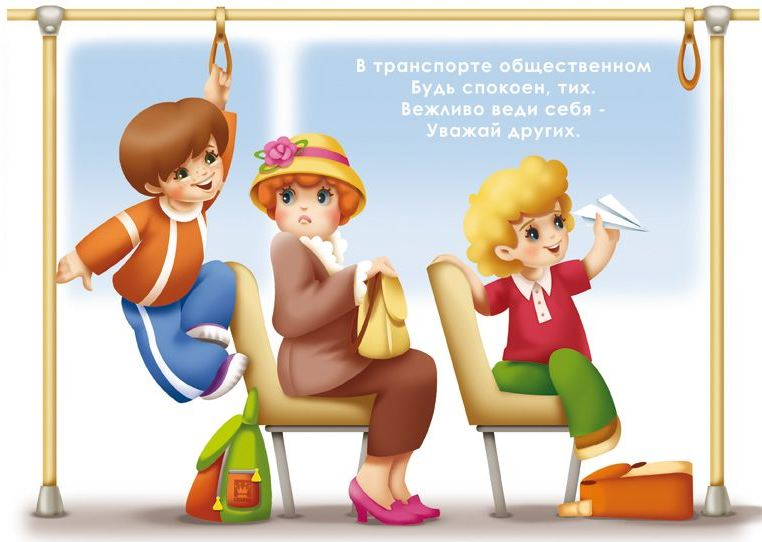 В транспорте общественном
Будь спокоен, тих.
Вежливо веди себя -
Уважай других.